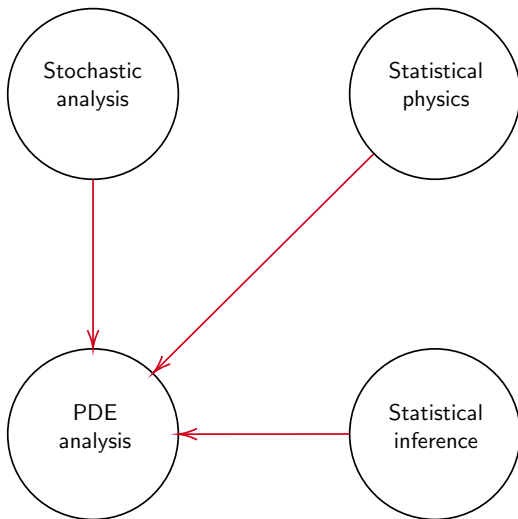 Stochastic
analysis
Statistical
physics
PDE
analysis
Statistical
inference